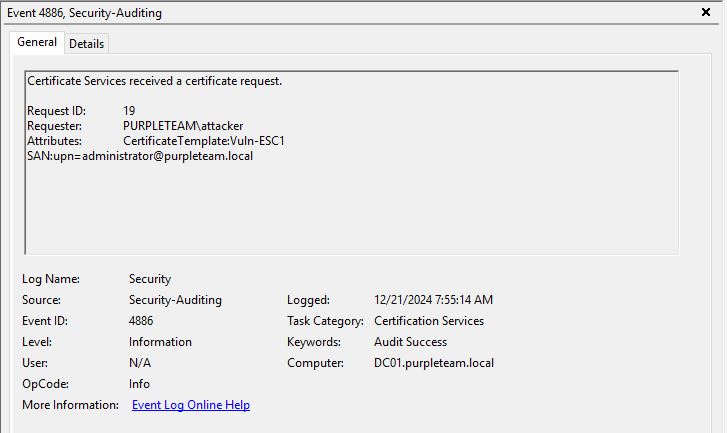 Event 4886, Security-Auditing
General Details
Certificate Services received a certificate request.
Request ID: 19
Requester: PURPLETEAM\attacker
Attributes: CertificateTemplate:Vuln-ESC1
SAN:upn=administrator@purpleteam.local
Log Name: Security
Source: Security-Auditing Logged: 12/21/2024 7:55:14 AM
Event ID: 4886 Task Category: Certification Services
Level: Information Keywords: Audit Success
User: N/A Computer: DC01.purpleteam.local
OpCode: Info
More Information: Event Log Online Help